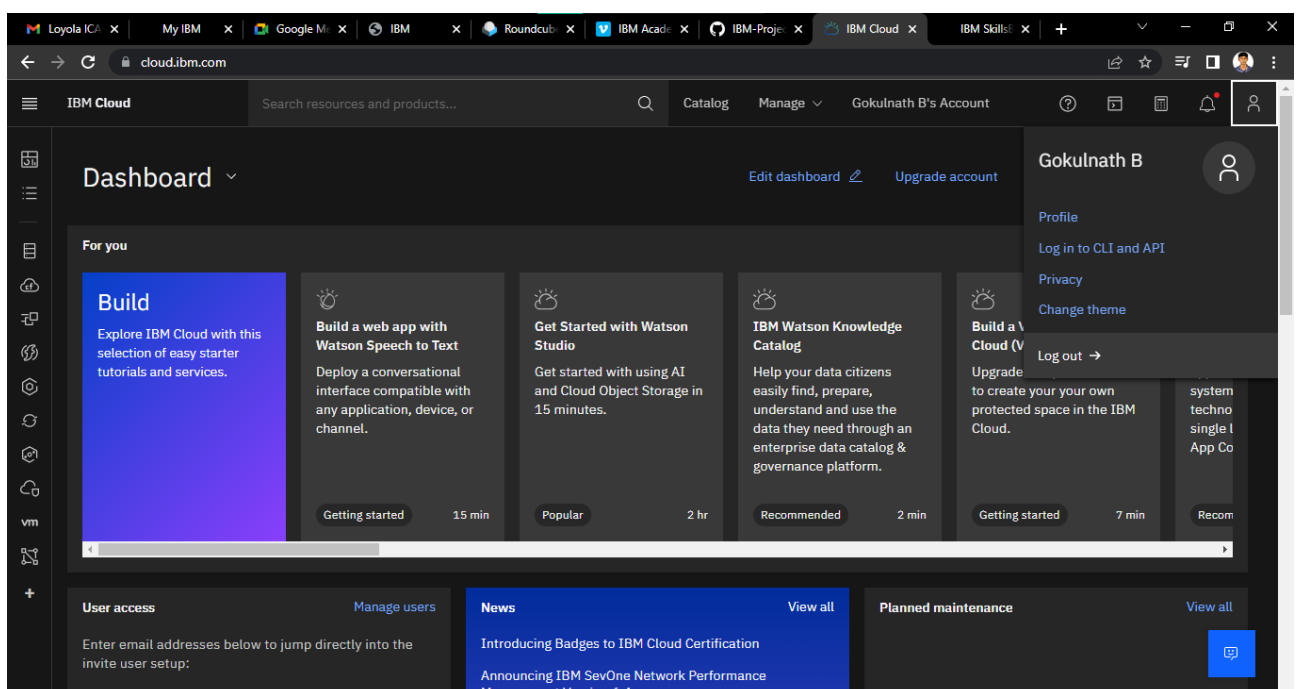 Loyola ICA
My IBM
Google Me
IBM
Roundcube
IBM Acade
IBM-Projec
IBM Cloud
IBM SkillsB
cloud.ibm.com
IBM Cloud
Search resources and products...
Catalog
Manage
Gokulnath B's Account
Dashboard
Edit dashboard
Upgrade account
Gokulnath B
Profile
Log in to CLI and API
Privacy
Change theme
Log out →
For you
Build
Explore IBM Cloud with this
selection of easy starter
tutorials and services.
Build a web app with
Watson Speech to Text
Deploy a conversational
interface compatible with
any application, device, or
channel.
Getting started 15 min
Get Started with Watson
Studio
Get started with using AI
and Cloud Object Storage in
15 minutes.
Popular 2 hr
IBM Watson Knowledge
Catalog
Help your data citizens
easily find, prepare,
understand and use the
data they need through an
enterprise data catalog &
governance platform.
Recommended 2 min
Build a V
Cloud (V
Upgrade
to create your your own
protected space in the IBM
Cloud.
Getting started 7 min
system
techno
single l
App Co
Recom
vm
User access
Manage users
Enter email addresses below to jump directly into the
invite user setup:
News
View all
Introducing Badges to IBM Cloud Certification
Announcing IBM SevOne Network Performance
Planned maintenance
View all